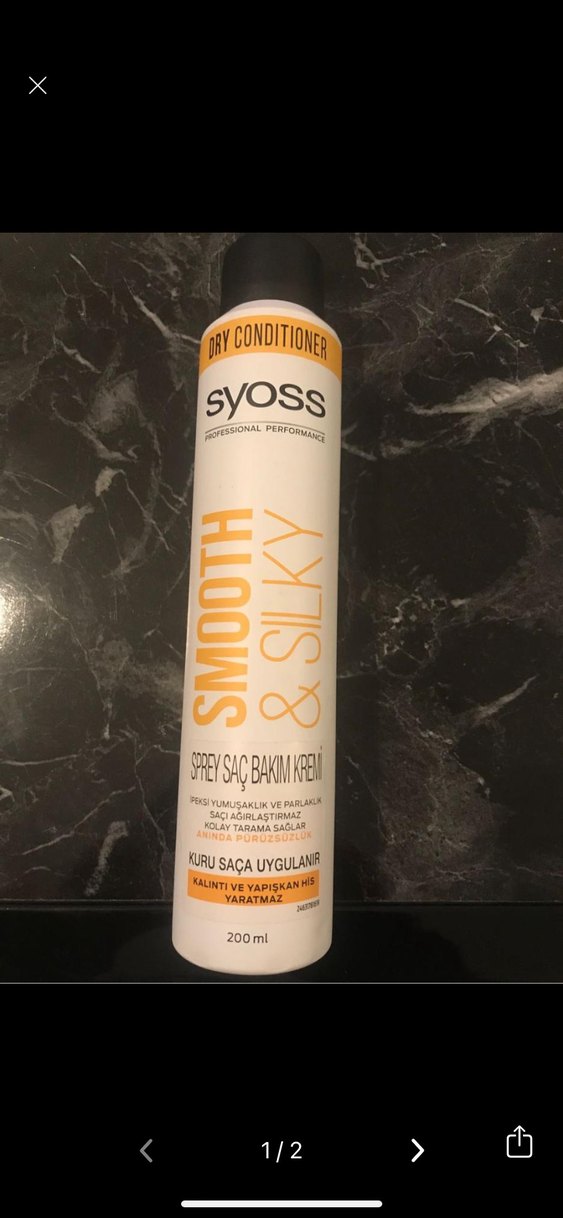 DRY CONDITIONER
syoss
PROFESSIONAL PERFORMANCE
SMOOTH
& SILKY
SPREY SAÇ BAKIM KREMİ
İPEKSİ YUMUŞAKLIK VE PARLAKLIK
SAÇI AĞIRLAŞTIRMAZ
KOLAY TARAMA SAĞLAR
ANINDA PÜRÜZSÜZLÜK
KURU SAÇA UYGULANIR
KALINTI VE YAPIŞKAN HİS
YARATMAZ
200 ml
1 / 2